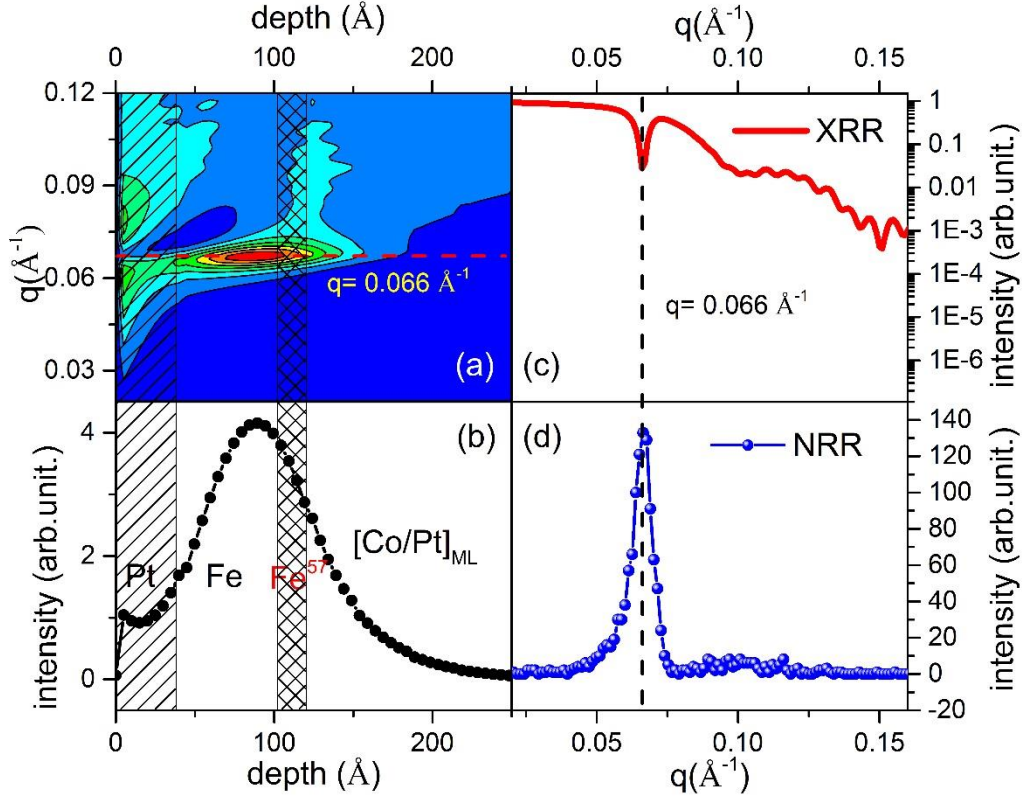 depth (Å)
0 100 200
q(Å⁻¹)
0.05 0.10 0.15
0.12
0.09
0.06
0.03
q(Å⁻¹)
q= 0.066 Å⁻¹
(a)
XRR
q= 0.066 Å⁻¹
(c)
1
0.1
0.01
1E-3
1E-4
1E-5
1E-6
intensity (arb.unit.)
4
2
0
intensity (arb.unit.)
(b)
Pt
Fe
Fe⁵⁷
[Co/Pt]ML
0 100 200
depth (Å)
(d)
NRR
140
120
100
80
60
40
20
0
-20
intensity (arb.unit.)
0.05 0.10 0.15
q(Å⁻¹)